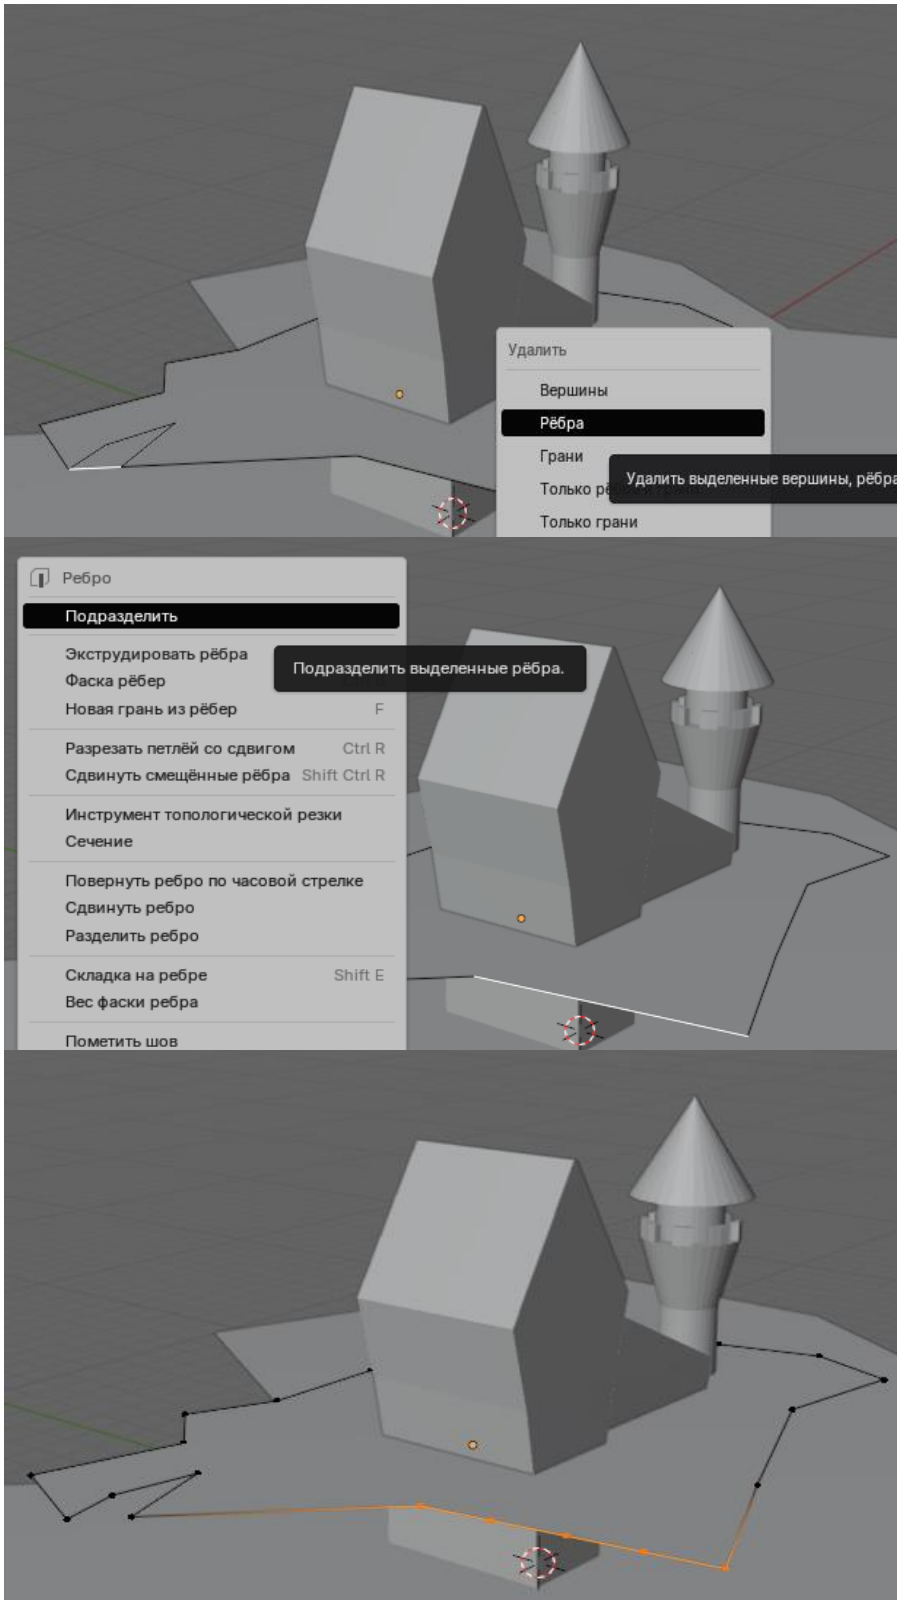 Удалить
Вершины
Рёбра
Грани
Удалить выделенные вершины, рёбра
Только
Только грани
Ребро
Подразделить
Экструдировать рёбра
Подразделить выделенные рёбра.
Фаска рёбер
Новая грань из рёбер F
Разрезать петлёй со сдвигом Ctrl R
Сдвинуть смещённые рёбра Shift Ctrl R
Инструмент топологической резки
Сечение
Повернуть ребро по часовой стрелке
Сдвинуть ребро
Разделить ребро
Складка на ребре Shift E
Вес фаски ребра
Пометить шов